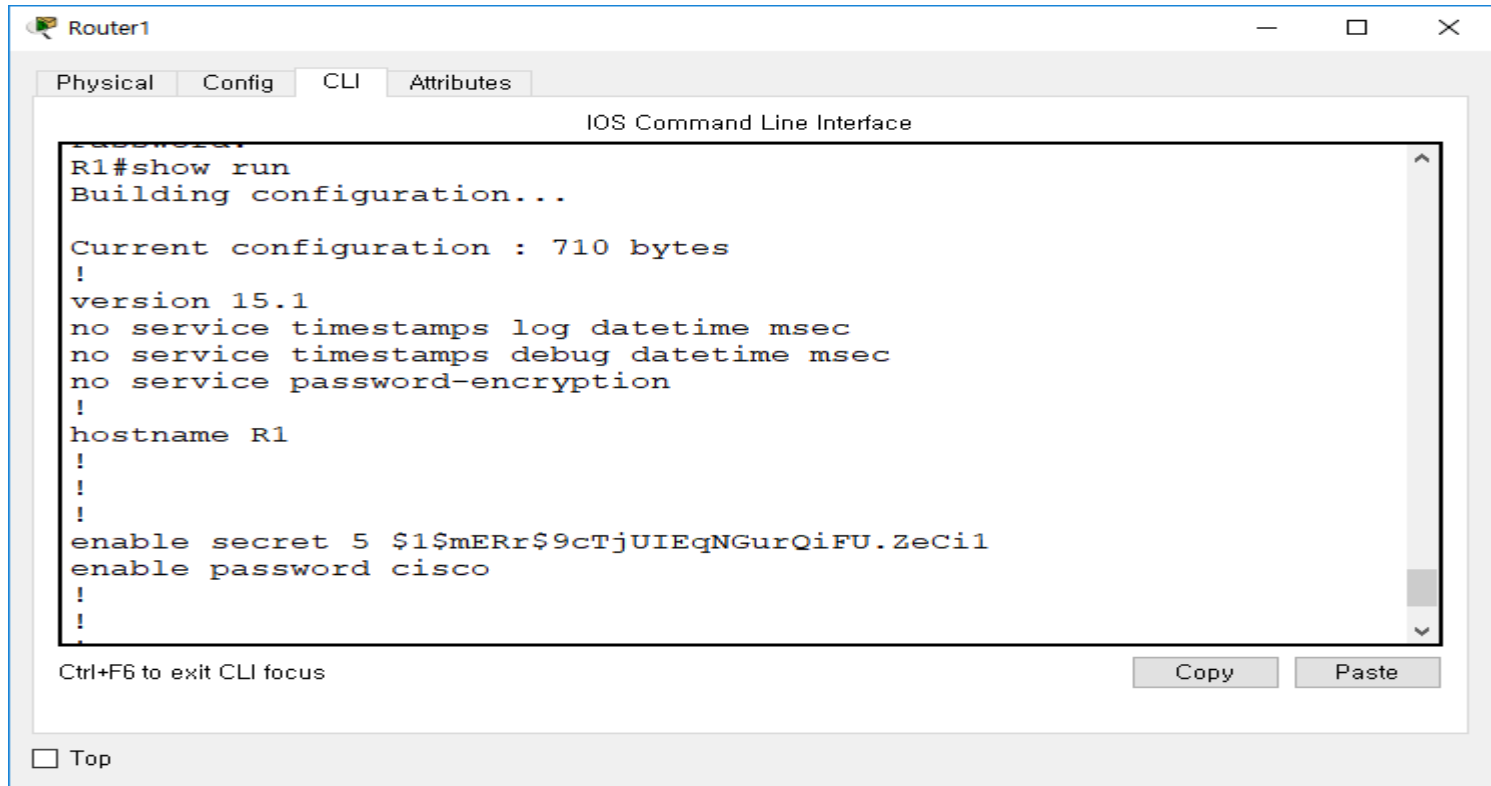 Router1
Physical Config CLI Attributes
IOS Command Line Interface
R1#show run
Building configuration...
Current configuration : 710 bytes
!
version 15.1
no service timestamps log datetime msec
no service timestamps debug datetime msec
no service password-encryption
!
hostname R1
!
!
!
enable secret 5 $1$mERr$9cTjUIEqNGurQiFU.ZeCi1
enable password cisco
!
!
Ctrl+F6 to exit CLI focus
Copy Paste
Top